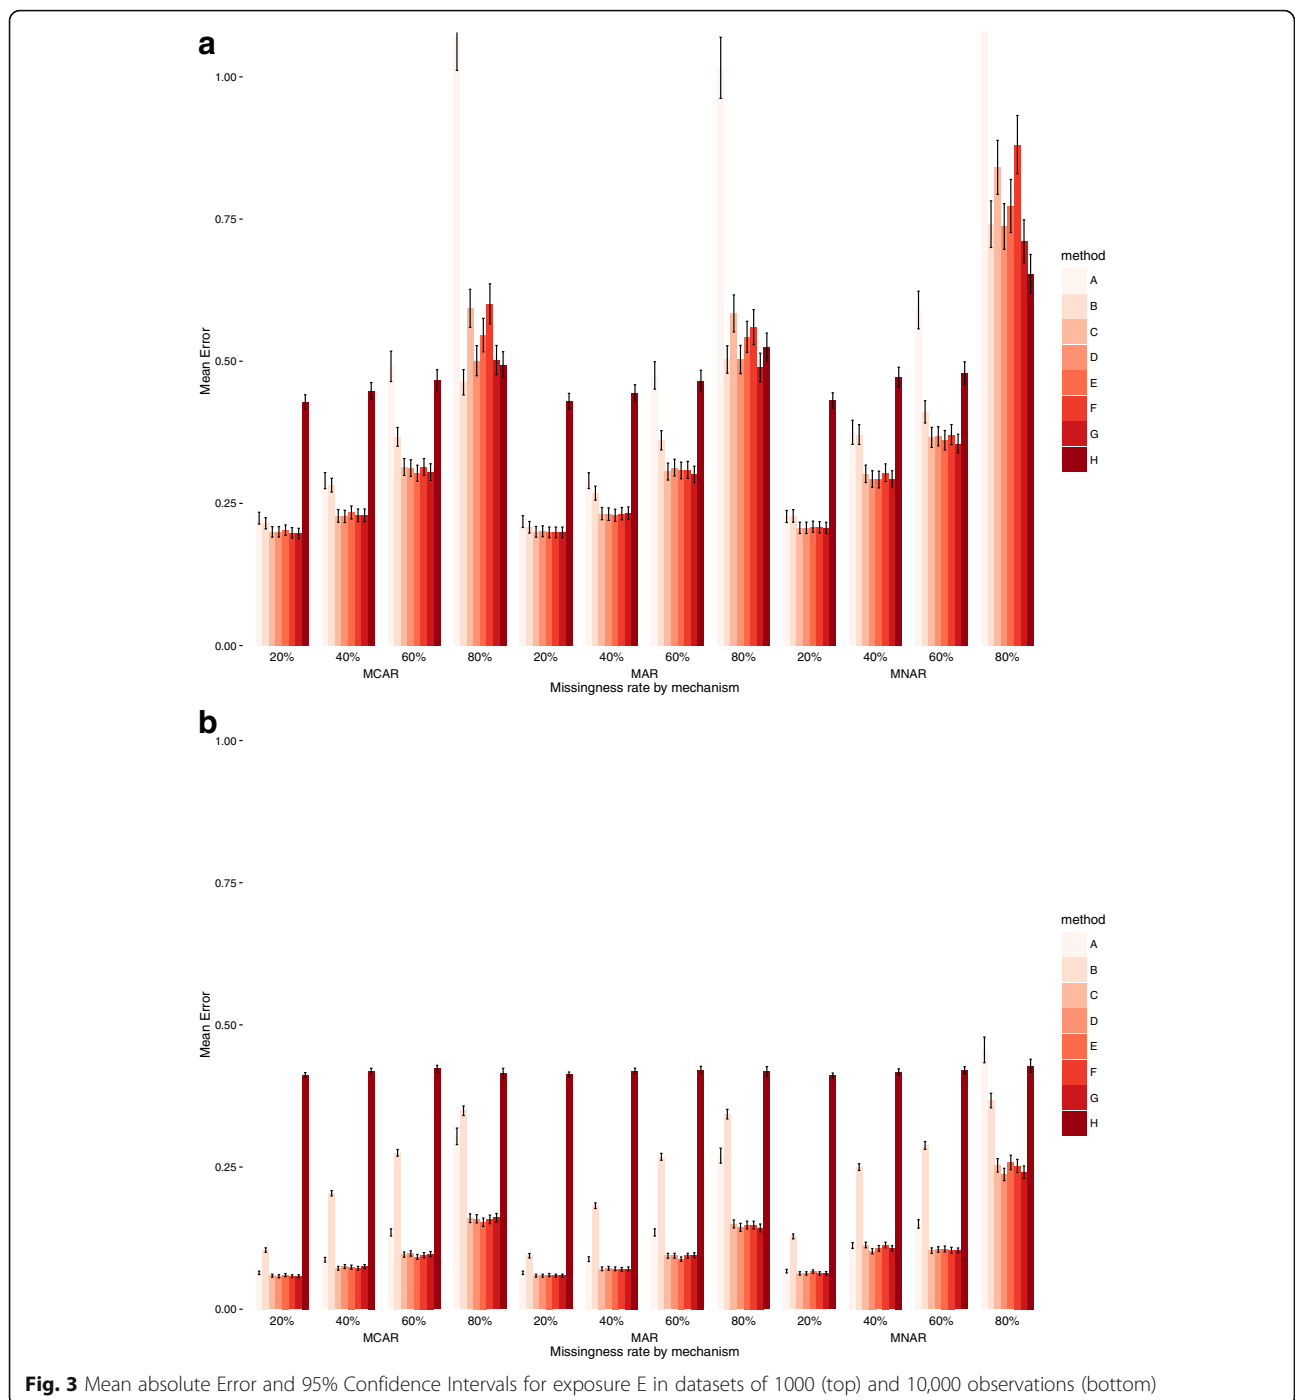 a
1.00
0.75
0.50
0.25
0.00
Mean Error
20% 40% 60% 80% 20% 40% 60% 80% 20% 40% 60% 80%
MCAR MAR MNAR
Missingness rate by mechanism
method
A
B
C
D
E
F
G
H
b
1.00
0.75
0.50
0.25
0.00
Mean Error
20% 40% 60% 80% 20% 40% 60% 80% 20% 40% 60% 80%
MCAR MAR MNAR
Missingness rate by mechanism
method
A
B
C
D
E
F
G
H
Fig. 3 Mean absolute Error and 95% Confidence Intervals for exposure E in datasets of 1000 (top) and 10,000 observations (bottom)